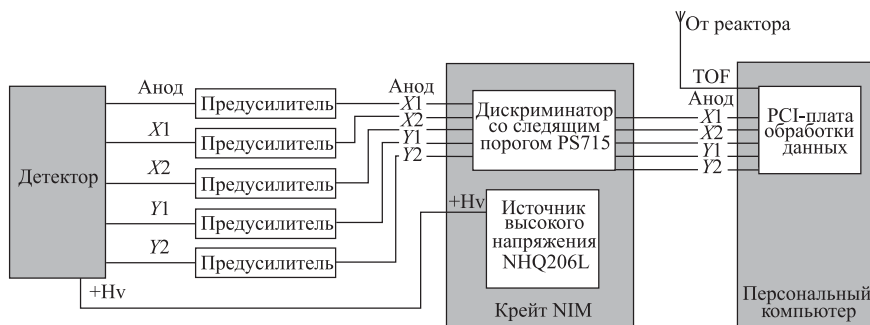 От реактора
TOF
Анод
Предусилитель
Анод
X1
X2
Y1
Y2
Дискриминатор
со следящим
порогом PS715
Анод
X1
X2
Y1
Y2
PCI-плата
обработки
данных
X1
Предусилитель
Детектор
X2
Предусилитель
Y1
Предусилитель
+Hv
Источник
высокого
напряжения
NHQ206L
Y2
Предусилитель
+Hv
Крейт NIM
Персональный
компьютер